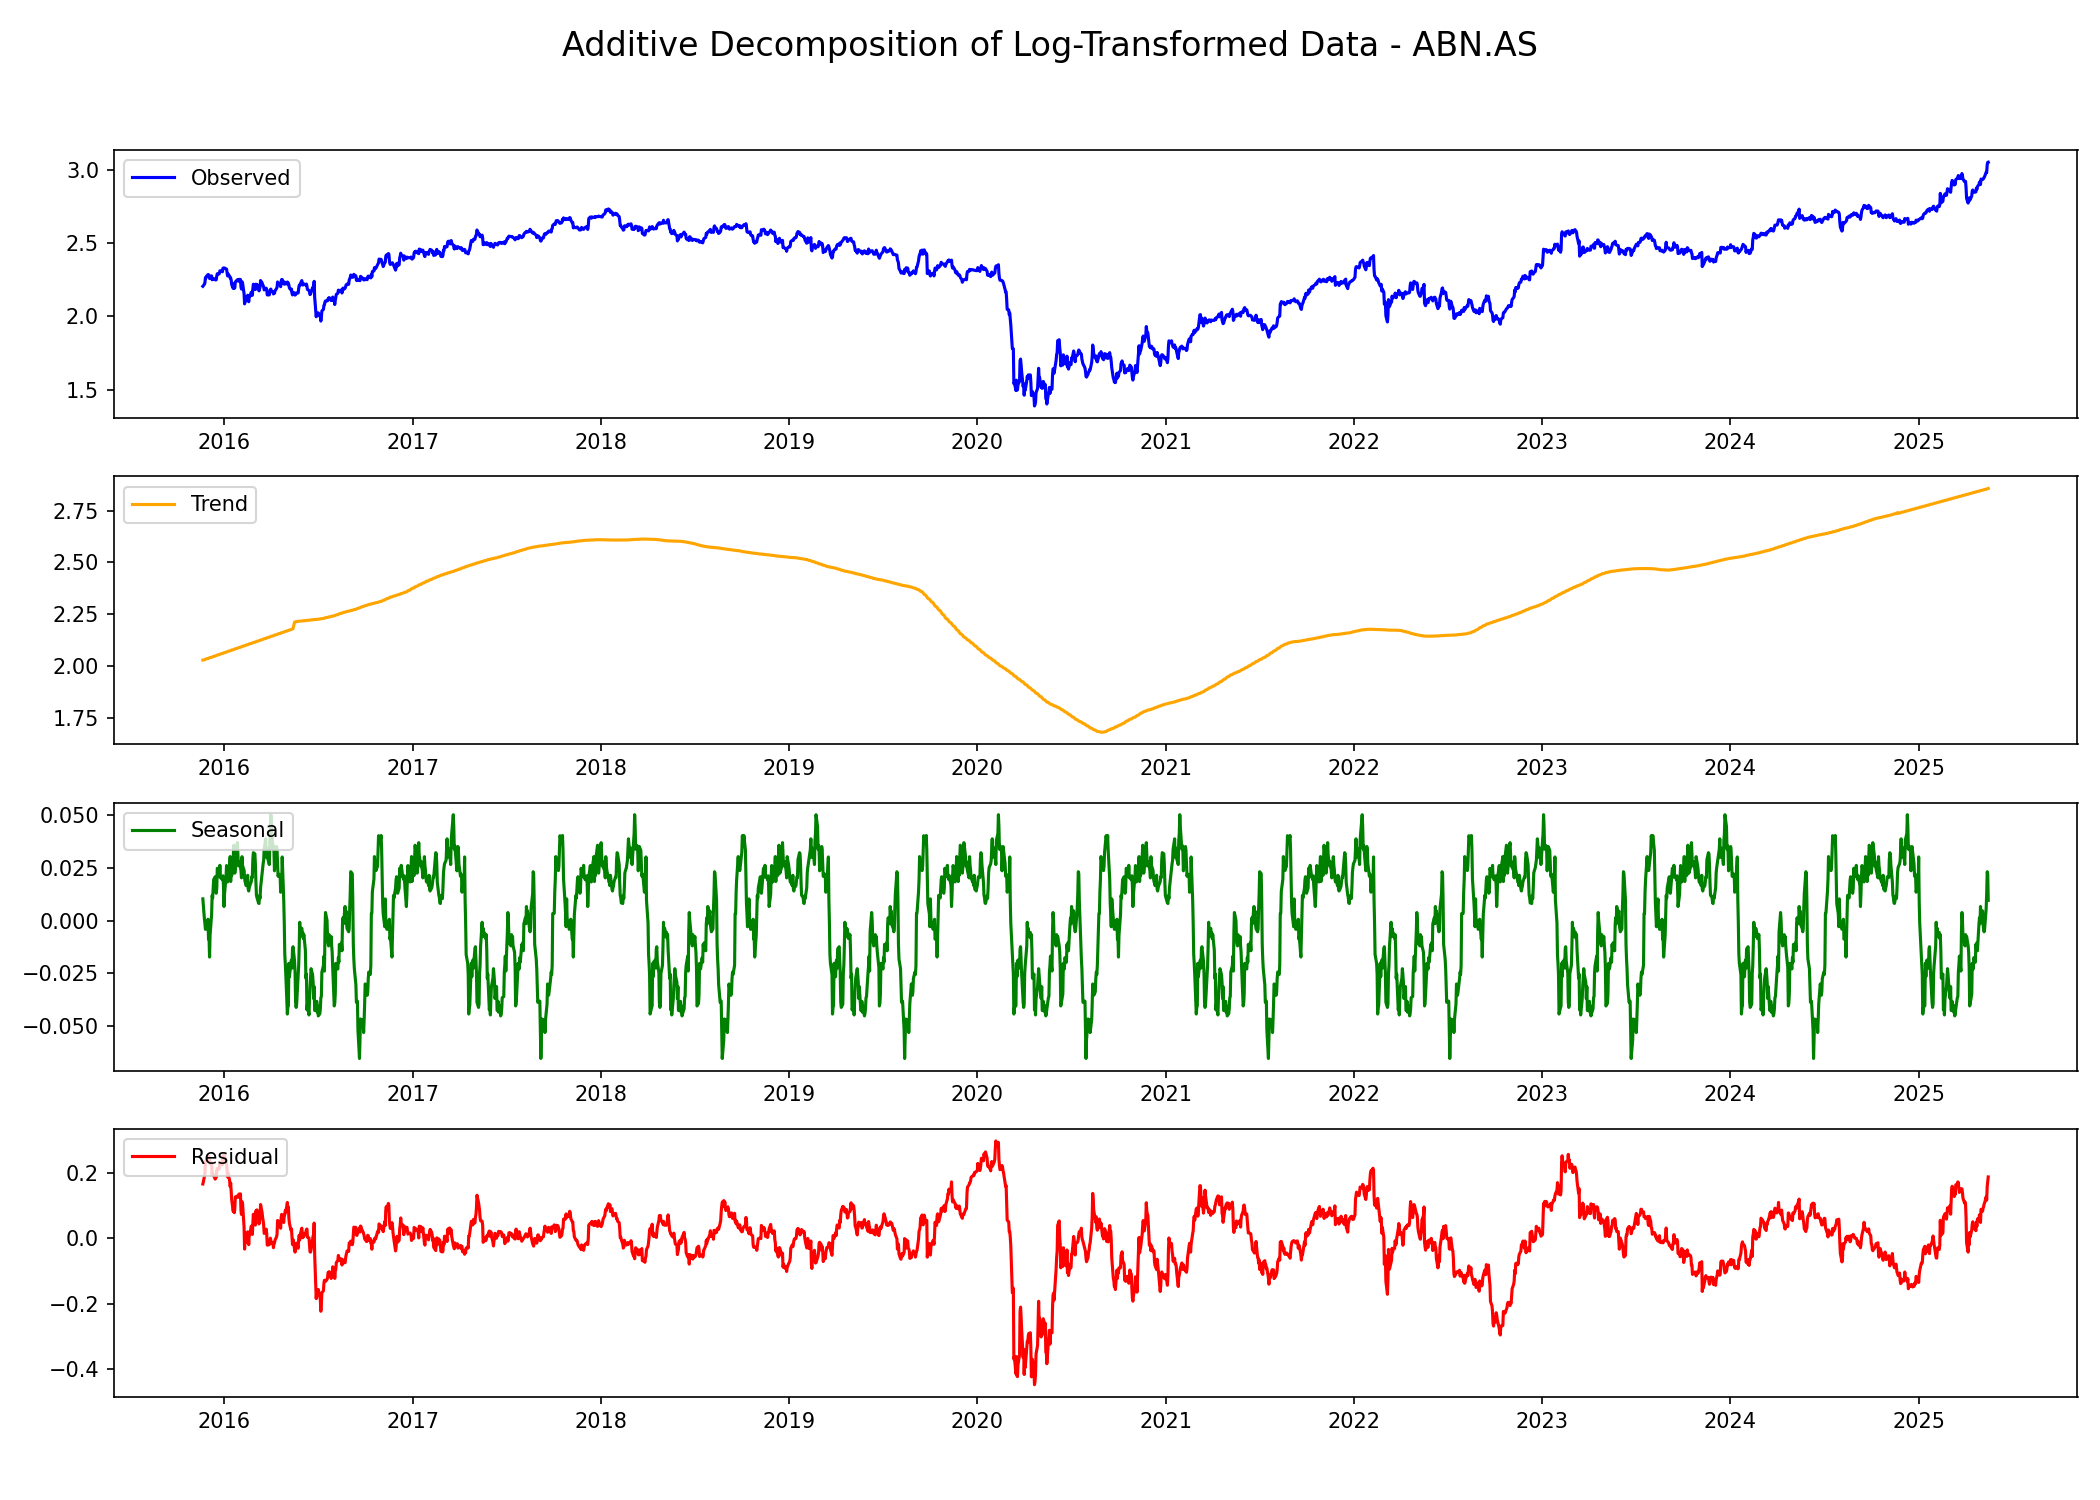 Additive Decomposition of Log-Transformed Data - ABN.AS
Observed
3.0
2.5
2.0
1.5
2016 2017 2018 2019 2020 2021 2022 2023 2024 2025
Trend
2.75
2.50
2.25
2.00
1.75
2016 2017 2018 2019 2020 2021 2022 2023 2024 2025
Seasonal
0.050
0.025
0.000
−0.025
−0.050
2016 2017 2018 2019 2020 2021 2022 2023 2024 2025
Residual
0.2
0.0
−0.2
−0.4
2016 2017 2018 2019 2020 2021 2022 2023 2024 2025